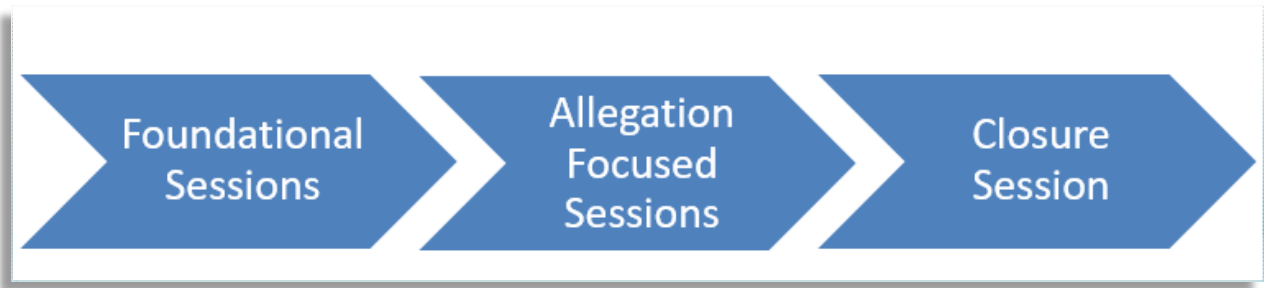 Foundational
Sessions
Allegation
Focused
Sessions
Closure
Session